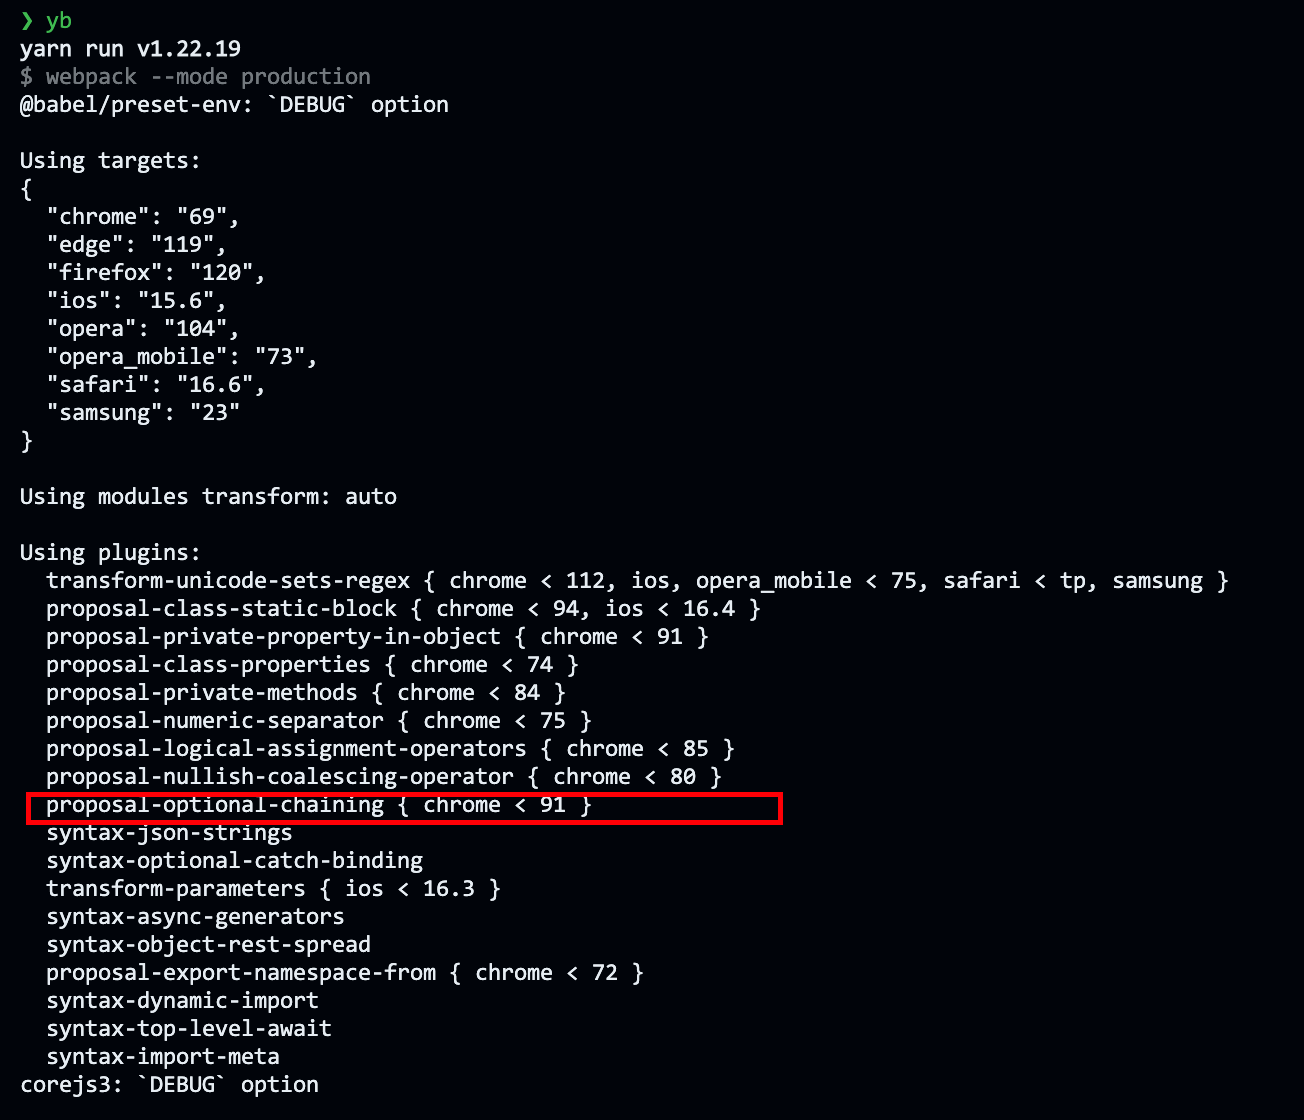 ❯ yb
yarn run v1.22.19
$ webpack --mode production
@babel/preset-env: `DEBUG` option
Using targets:
{
  "chrome": "69",
  "edge": "119",
  "firefox": "120",
  "ios": "15.6",
  "opera": "104",
  "opera_mobile": "73",
  "safari": "16.6",
  "samsung": "23"
}
Using modules transform: auto
Using plugins:
  transform-unicode-sets-regex { chrome < 112, ios, opera_mobile < 75, safari < tp, samsung }
  proposal-class-static-block { chrome < 94, ios < 16.4 }
  proposal-private-property-in-object { chrome < 91 }
  proposal-class-properties { chrome < 74 }
  proposal-private-methods { chrome < 84 }
  proposal-numeric-separator { chrome < 75 }
  proposal-logical-assignment-operators { chrome < 85 }
  proposal-nullish-coalescing-operator { chrome < 80 }
  proposal-optional-chaining { chrome < 91 }
  syntax-json-strings
  syntax-optional-catch-binding
  transform-parameters { ios < 16.3 }
  syntax-async-generators
  syntax-object-rest-spread
  proposal-export-namespace-from { chrome < 72 }
  syntax-dynamic-import
  syntax-top-level-await
  syntax-import-meta
corejs3: `DEBUG` option